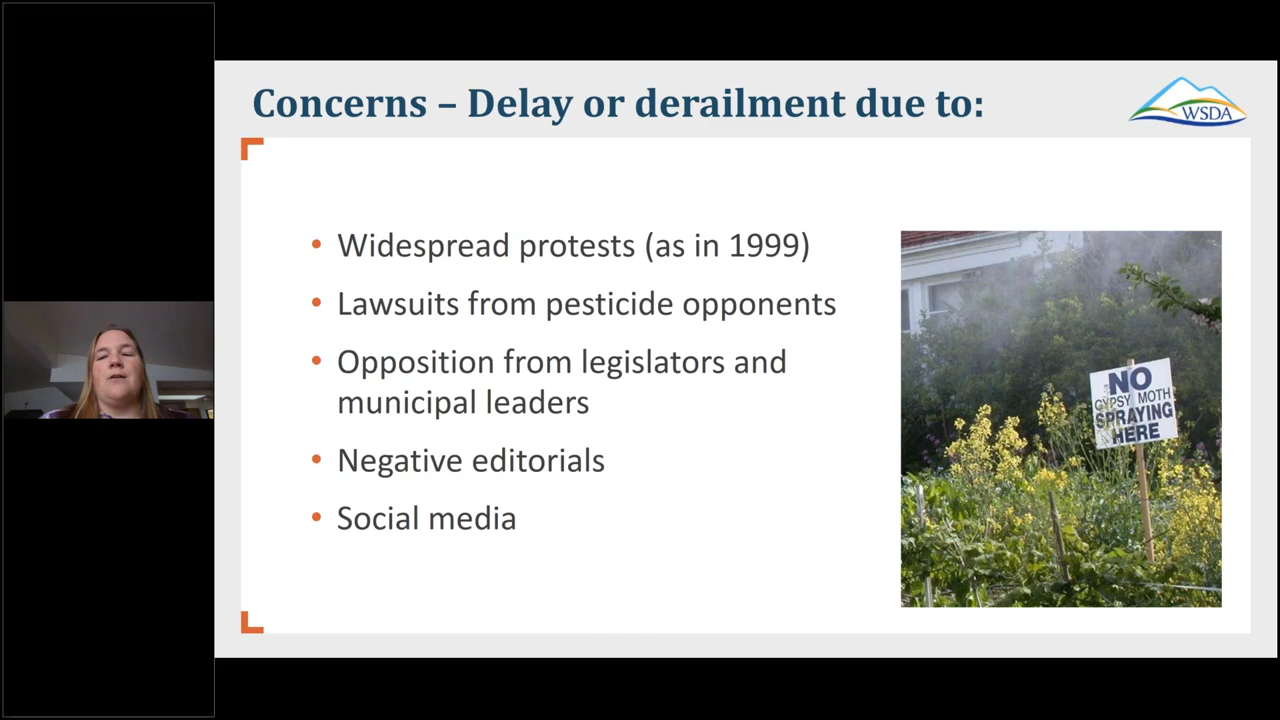 Concerns – Delay or derailment due to:
WSDA
• Widespread protests (as in 1999)
• Lawsuits from pesticide opponents
• Opposition from legislators and
municipal leaders
• Negative editorials
• Social media
NO
GYPSY MOTH
SPRAYING
HERE